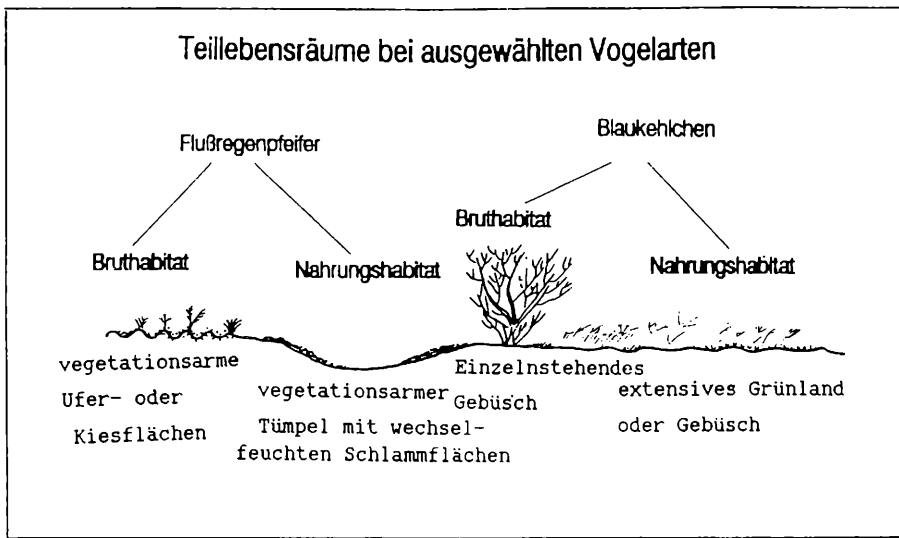 Teillebensräume bei ausgewählten Vogelarten
Flußregenpfeifer
Blaukehlchen
Bruthabitat
Nahrungshabitat
Bruthabitat
Nahrungshabitat
vegetationsarme
Ufer- oder
Kiesflächen
vegetationsarmer
Tümpel mit wechsel-
feuchten Schlammflächen
Einzelnstehendes
Gebüsch
extensives Grünland
oder Gebüsch